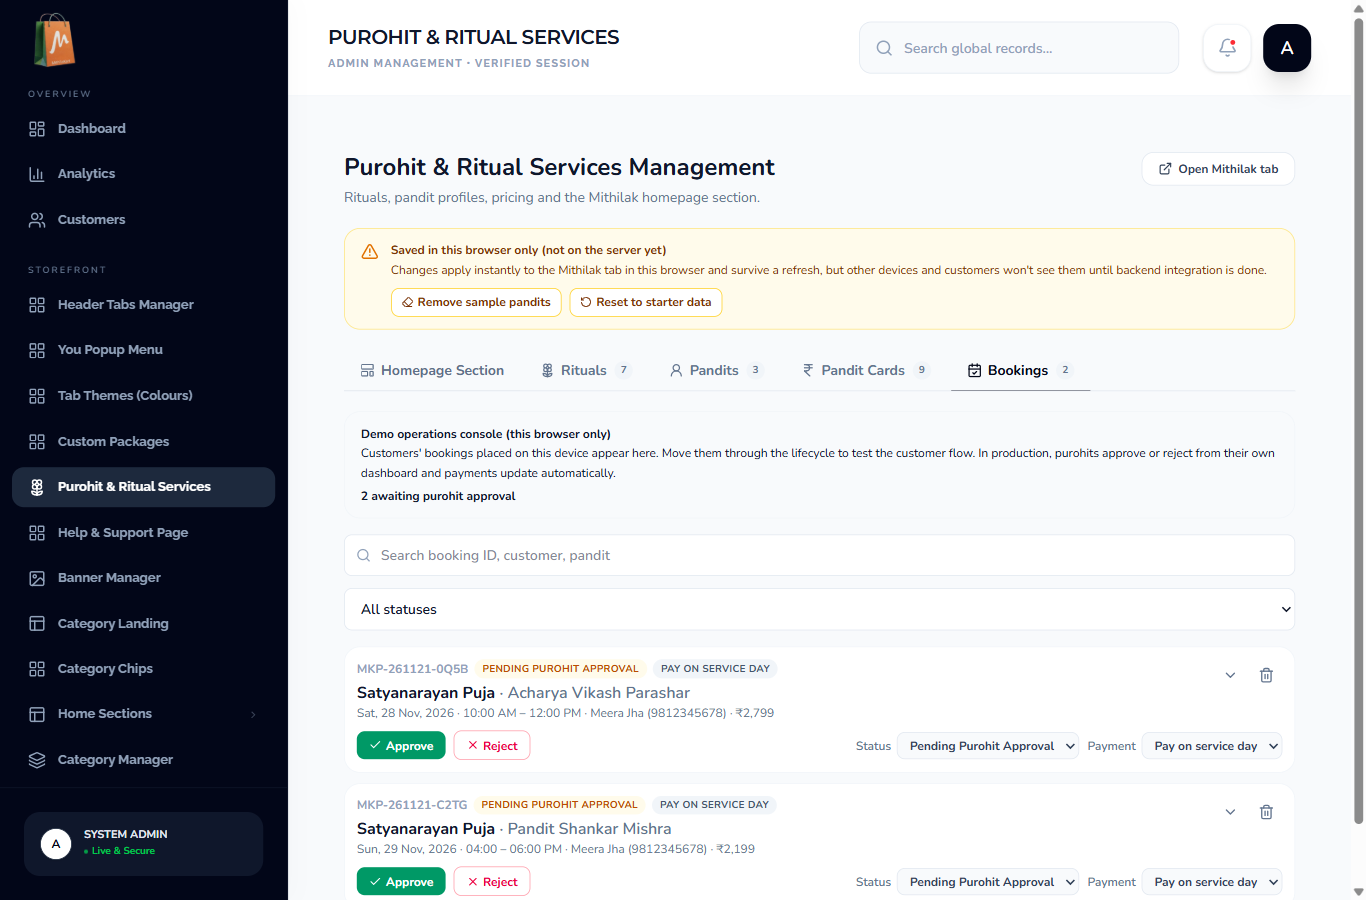 OVERVIEW
Dashboard
Analytics
Customers
STOREFRONT
Header Tabs Manager
You Popup Menu
Tab Themes (Colours)
Custom Packages
Purohit & Ritual Services
Help & Support Page
Banner Manager
Category Landing
Category Chips
Home Sections
Category Manager
A
SYSTEM ADMIN
Live & Secure
PUROHIT & RITUAL SERVICES
ADMIN MANAGEMENT • VERIFIED SESSION
Search global records...
A
Purohit & Ritual Services Management
Rituals, pandit profiles, pricing and the Mithilak homepage section.
Open Mithilak tab
Saved in this browser only (not on the server yet)
Changes apply instantly to the Mithilak tab in this browser and survive a refresh, but other devices and customers won't see them until backend integration is done.
Remove sample pandits Reset to starter data
Homepage Section Rituals 7 Pandits 3 ₹ Pandit Cards 9 Bookings 2
Demo operations console (this browser only)
Customers' bookings placed on this device appear here. Move them through the lifecycle to test the customer flow. In production, purohits approve or reject from their own
dashboard and payments update automatically.
2 awaiting purohit approval
Search booking ID, customer, pandit
All statuses
MKP-261121-0Q5B PENDING PUROHIT APPROVAL PAY ON SERVICE DAY
Satyanarayan Puja · Acharya Vikash Parashar
Sat, 28 Nov, 2026 · 10:00 AM – 12:00 PM · Meera Jha (9812345678) · ₹2,799
Approve Reject Status Pending Purohit Approval Payment Pay on service day
MKP-261121-C2TG PENDING PUROHIT APPROVAL PAY ON SERVICE DAY
Satyanarayan Puja · Pandit Shankar Mishra
Sun, 29 Nov, 2026 · 04:00 – 06:00 PM · Meera Jha (9812345678) · ₹2,199
Approve Reject Status Pending Purohit Approval Payment Pay on service day